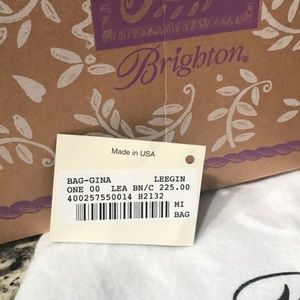 Brighton®
Made in USA
BAG-GINA LEEGIN
ONE 00 LEA BN/C 225.00
400257550014 H2132
MI
BAG